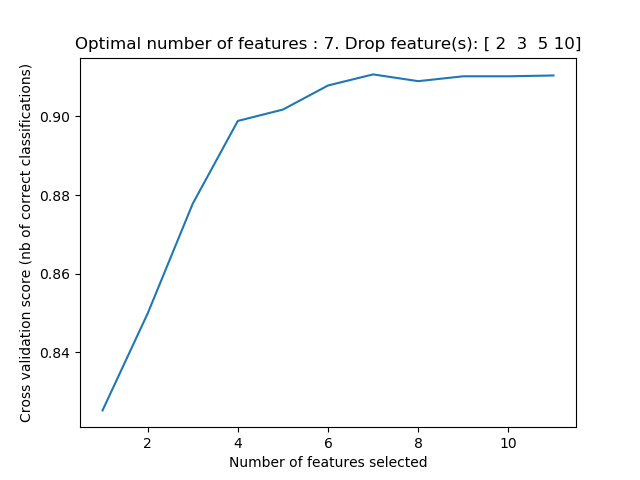 Optimal number of features : 7. Drop feature(s): [ 2  3  5 10]
Cross validation score (nb of correct classifications)
0.90
0.88
0.86
0.84
2 4 6 8 10
Number of features selected